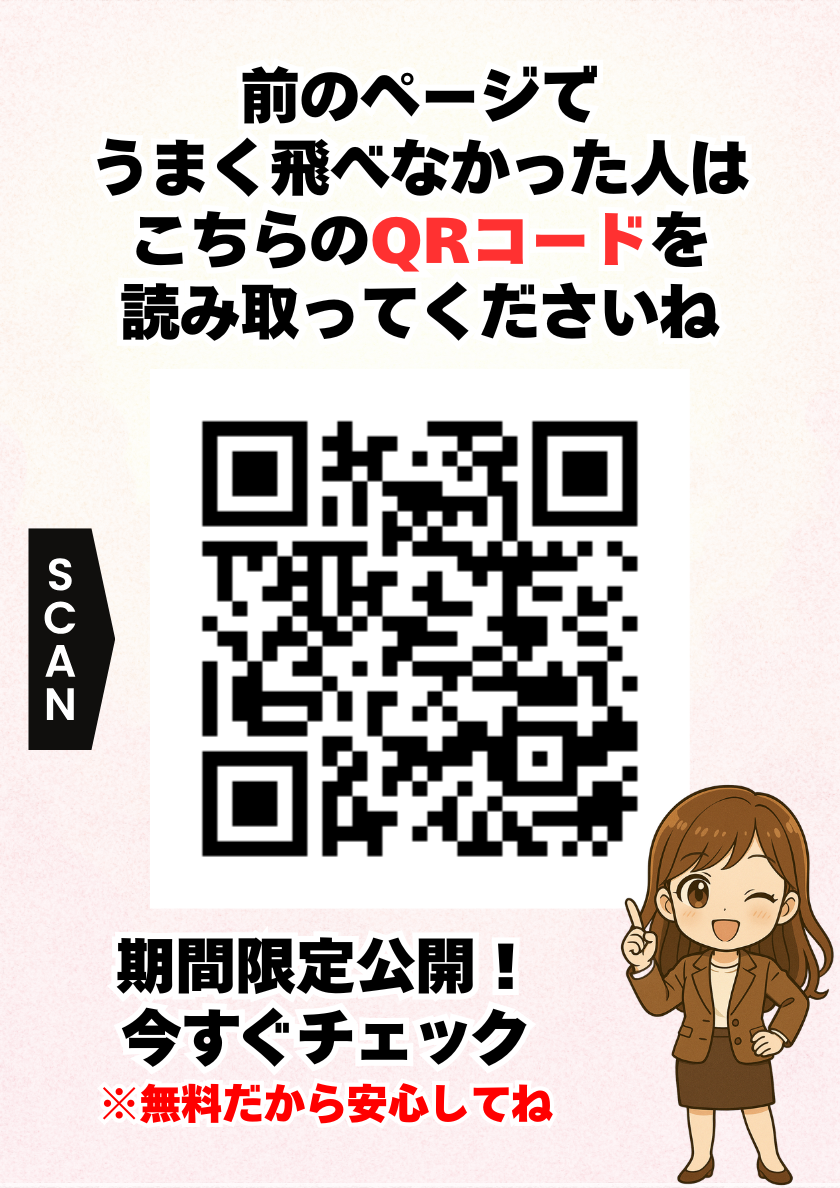 前のページで
うまく飛べなかった人は
こちらのQRコードを
読み取ってくださいね
SCAN
期間限定公開！
今すぐチェック
※無料だから安心してね